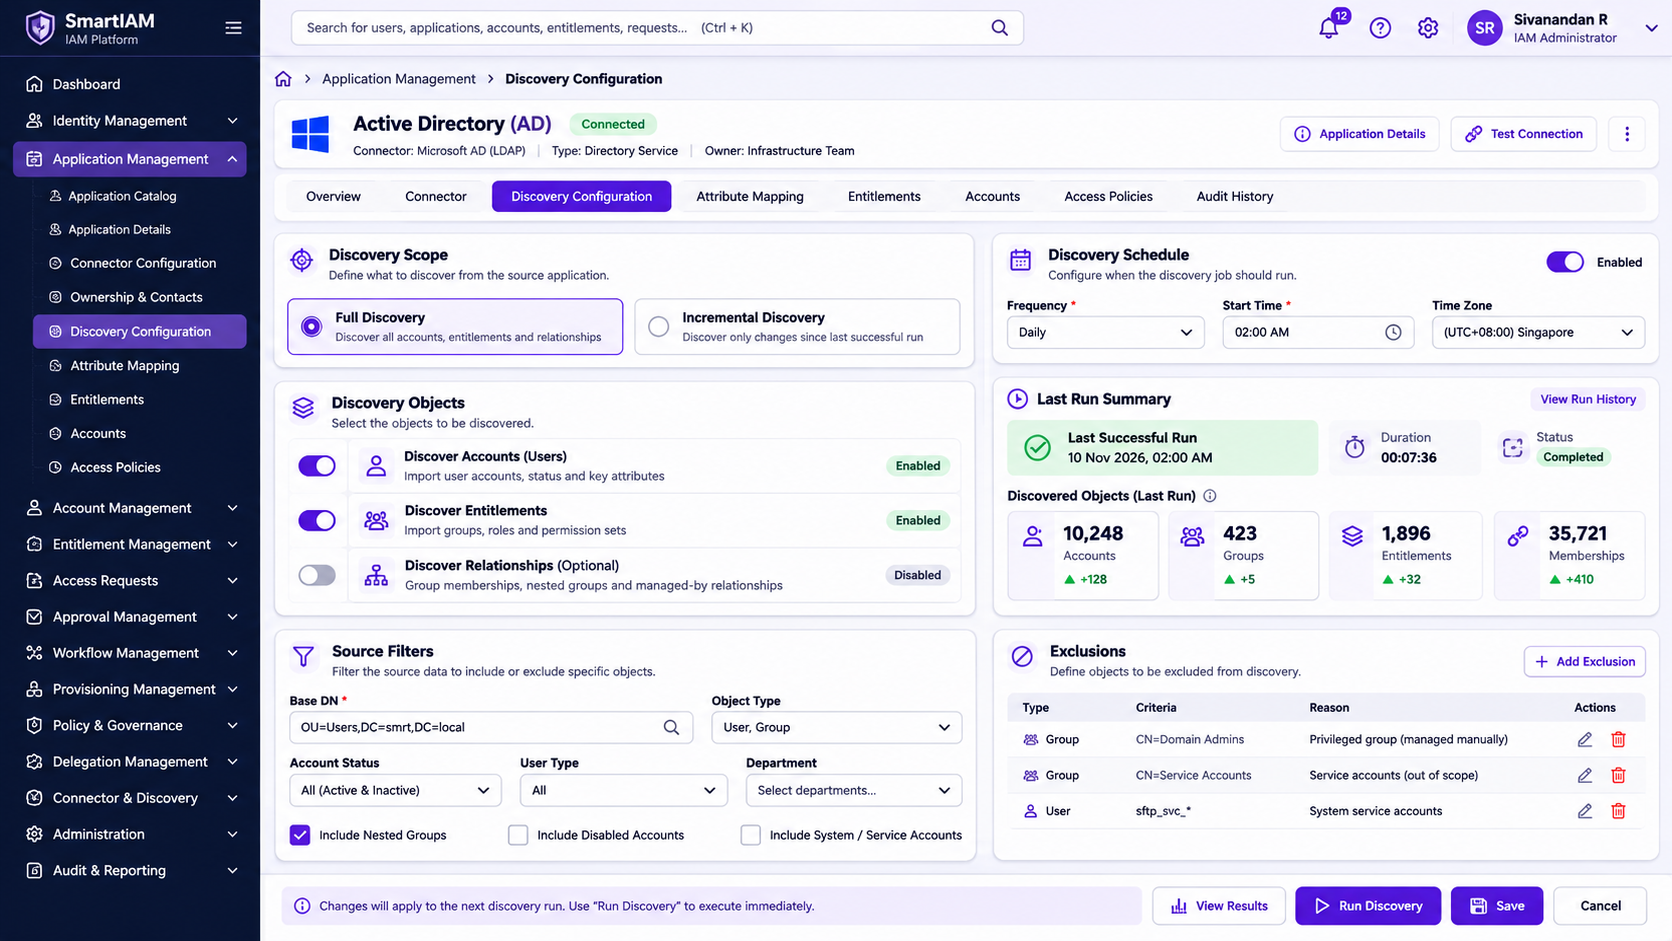 SmartIAM
IAM Platform
Search for users, applications, accounts, entitlements, requests... (Ctrl + K)
12
SR
Sivanandan R
IAM Administrator
Dashboard
Identity Management
Application Management
Application Catalog
Application Details
Connector Configuration
Ownership & Contacts
Discovery Configuration
Attribute Mapping
Entitlements
Accounts
Access Policies
Account Management
Entitlement Management
Access Requests
Approval Management
Workflow Management
Provisioning Management
Policy & Governance
Delegation Management
Connector & Discovery
Administration
Audit & Reporting
> Application Management > Discovery Configuration
Active Directory (AD) Connected
Connector: Microsoft AD (LDAP) | Type: Directory Service | Owner: Infrastructure Team
Application Details
Test Connection
Overview Connector Discovery Configuration Attribute Mapping Entitlements Accounts Access Policies Audit History
Discovery Scope
Define what to discover from the source application.
Full Discovery
Discover all accounts, entitlements and relationships
Incremental Discovery
Discover only changes since last successful run
Discovery Schedule
Configure when the discovery job should run.
Enabled
Frequency * Start Time * Time Zone
Daily 02:00 AM (UTC+08:00) Singapore
Discovery Objects
Select the objects to be discovered.
Discover Accounts (Users)
Import user accounts, status and key attributes
Enabled
Discover Entitlements
Import groups, roles and permission sets
Enabled
Discover Relationships (Optional)
Group memberships, nested groups and managed-by relationships
Disabled
Last Run Summary
View Run History
Last Successful Run
10 Nov 2026, 02:00 AM
Duration
00:07:36
Status
Completed
Discovered Objects (Last Run)
10,248
Accounts
+128
423
Groups
+5
1,896
Entitlements
+32
35,721
Memberships
+410
Source Filters
Filter the source data to include or exclude specific objects.
Base DN * Object Type
OU=Users,DC=smrt,DC=local User, Group
Account Status User Type Department
All (Active & Inactive) All Select departments...
Include Nested Groups Include Disabled Accounts Include System / Service Accounts
Exclusions
Define objects to be excluded from discovery.
+ Add Exclusion
Type Criteria Reason Actions
Group CN=Domain Admins Privileged group (managed manually)
Group CN=Service Accounts Service accounts (out of scope)
User sftp_svc_* System service accounts
Changes will apply to the next discovery run. Use "Run Discovery" to execute immediately.
View Results
Run Discovery
Save
Cancel